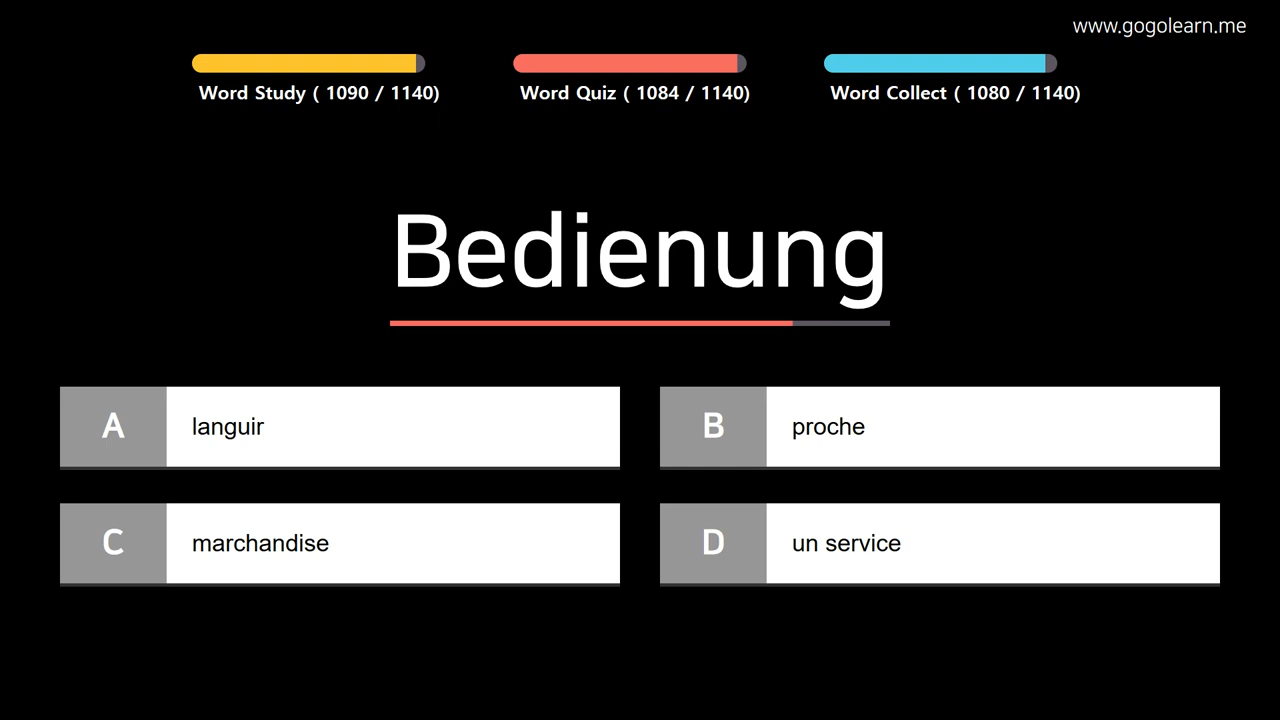 www.gogolearn.me
Word Study ( 1090 / 1140)
Word Quiz ( 1084 / 1140)
Word Collect ( 1080 / 1140)
Bedienung
A languir
B proche
C marchandise
D un service